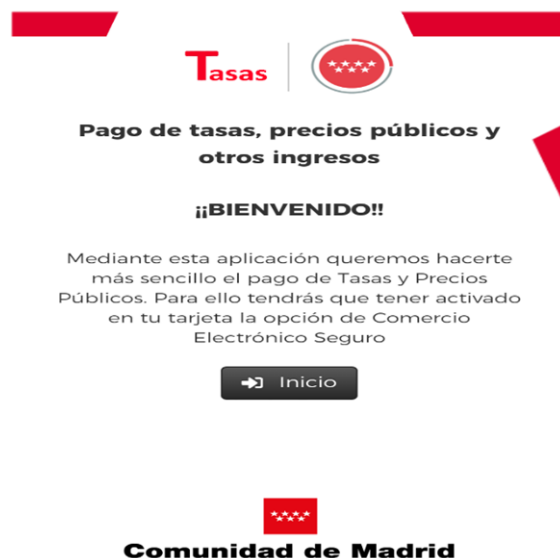 Tasas
Pago de tasas, precios públicos y
otros ingresos
¡¡BIENVENIDO!!
Mediante esta aplicación queremos hacerte
más sencillo el pago de Tasas y Precios
Públicos. Para ello tendrás que tener activado
en tu tarjeta la opción de Comercio
Electrónico Seguro
Inicio
Comunidad de Madrid